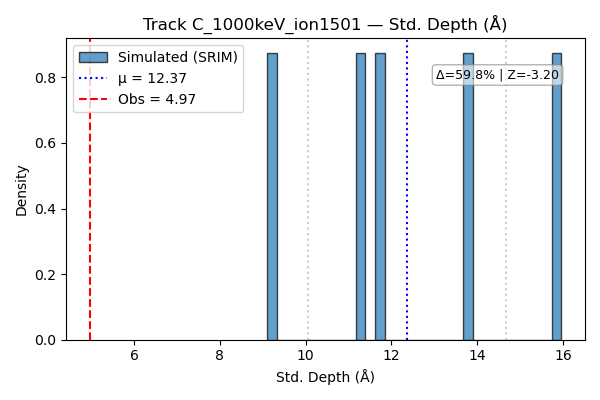 Track C_1000keV_ion1501 — Std. Depth (Å)
Simulated (SRIM)
μ = 12.37
Obs = 4.97
Δ=59.8% | Z=-3.20
Density
0.8
0.6
0.4
0.2
0.0
6 8 10 12 14 16
Std. Depth (Å)